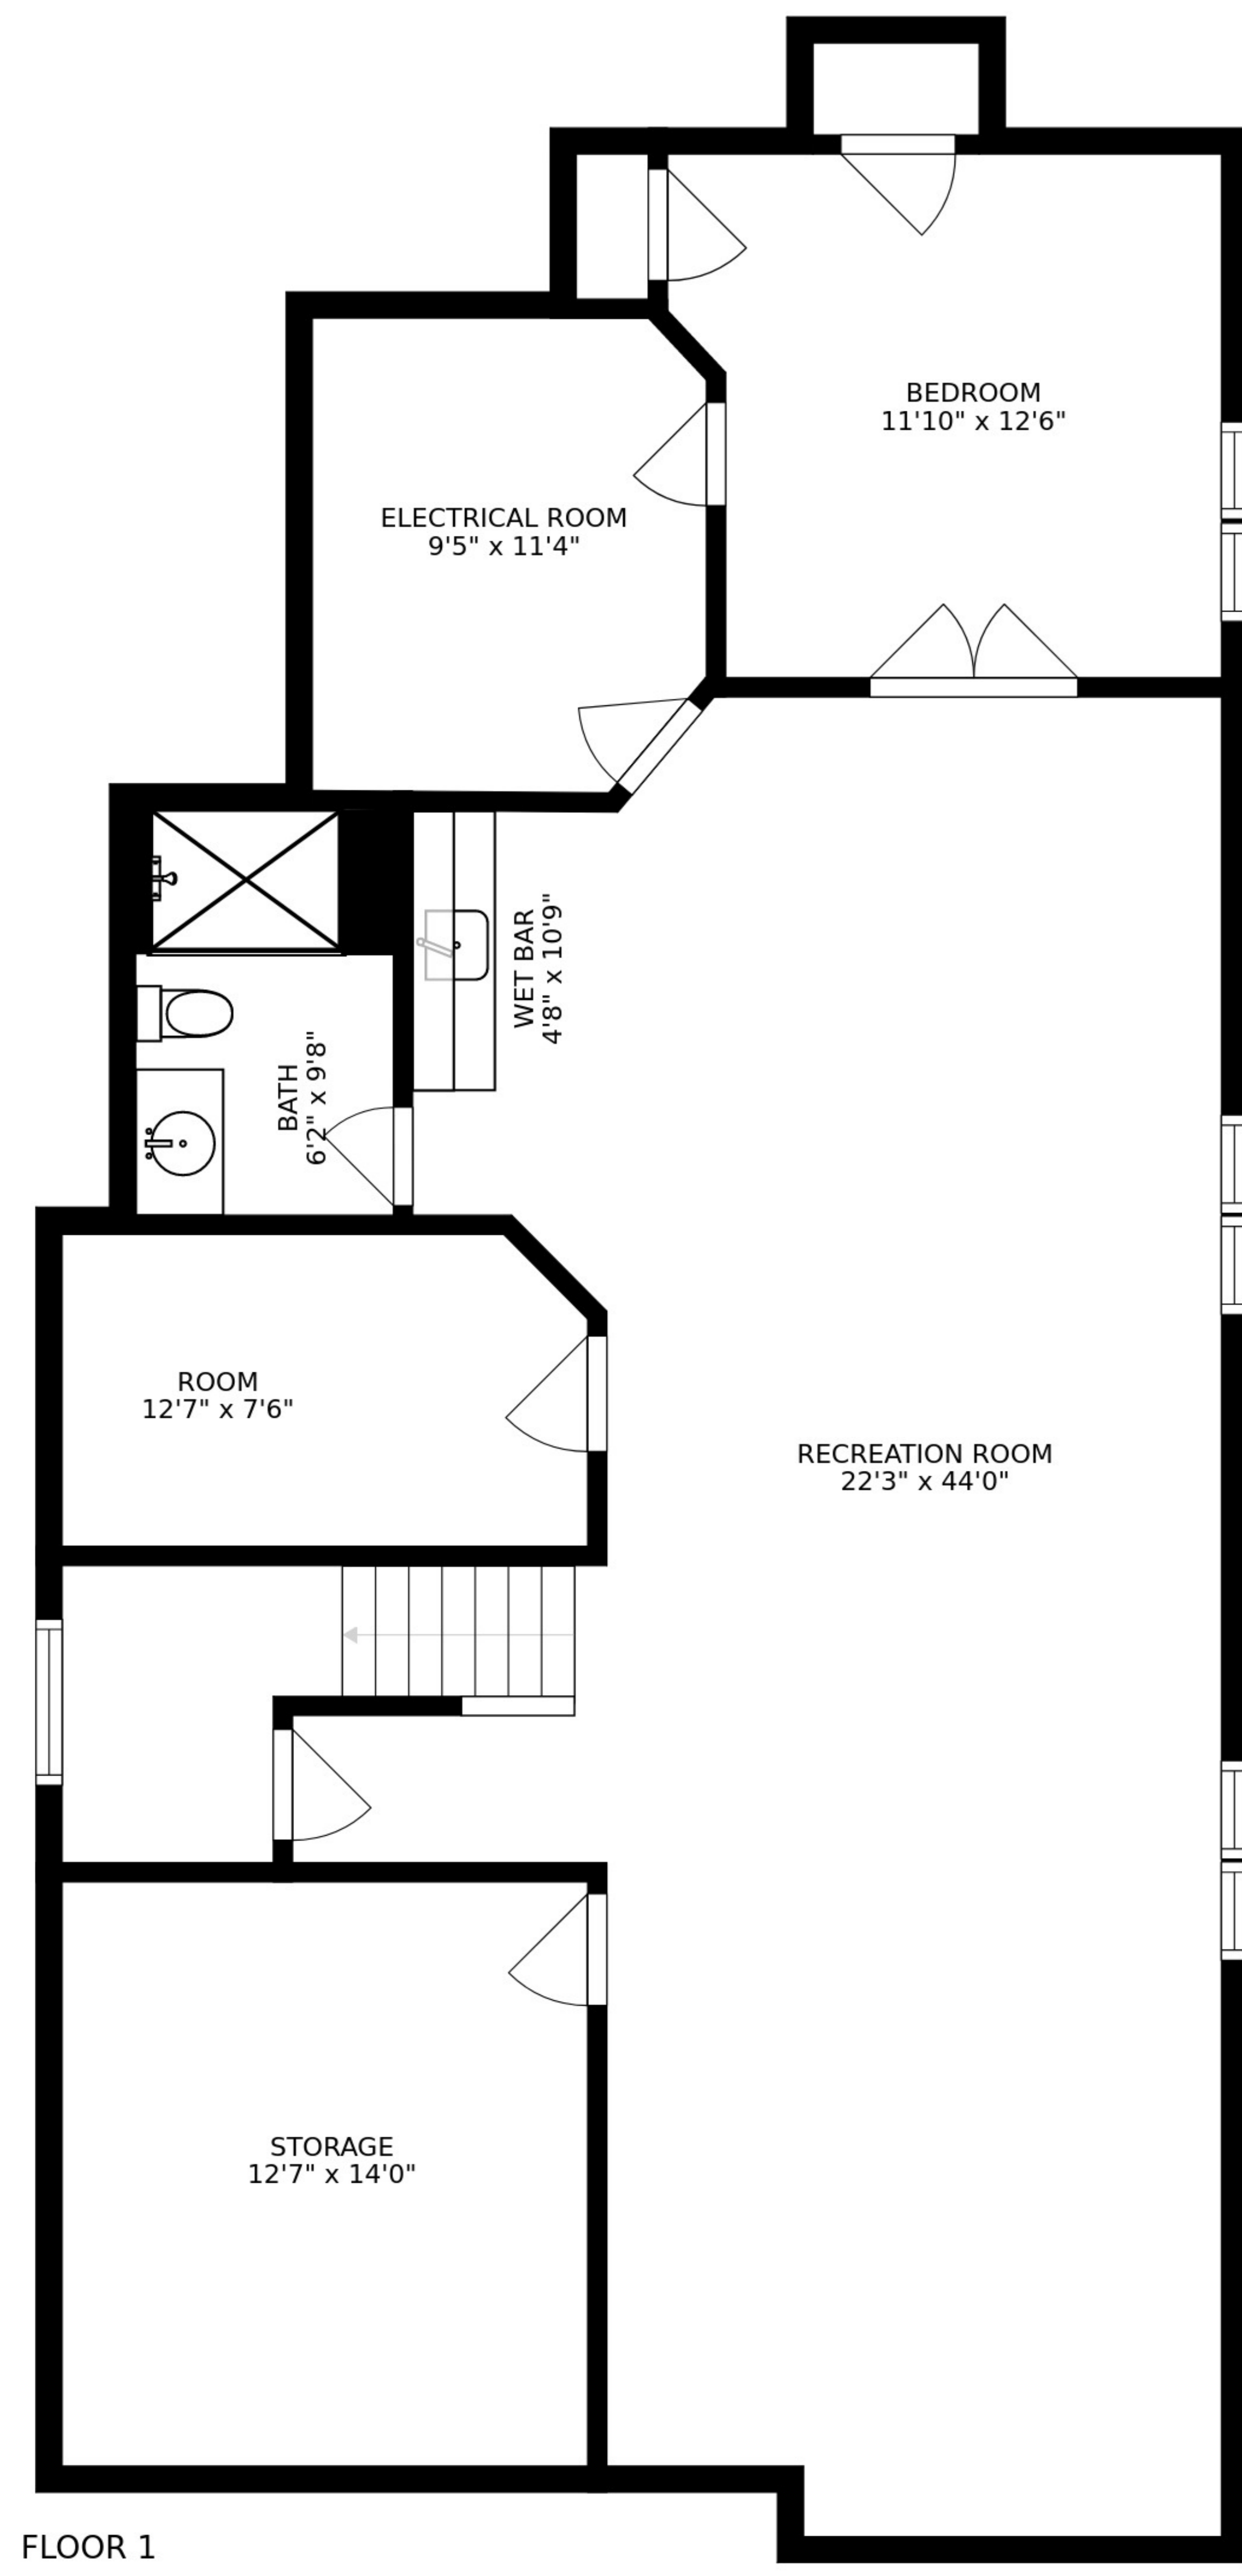 BEDROOM
11'10" x 12'6"
ELECTRICAL ROOM
9'5" x 11'4"
WET BAR
4'8" x 10'9"
BATH
6'2" x 9'8"
ROOM
12'7" x 7'6"
RECREATION ROOM
22'3" x 44'0"
STORAGE
12'7" x 14'0"
FLOOR 1